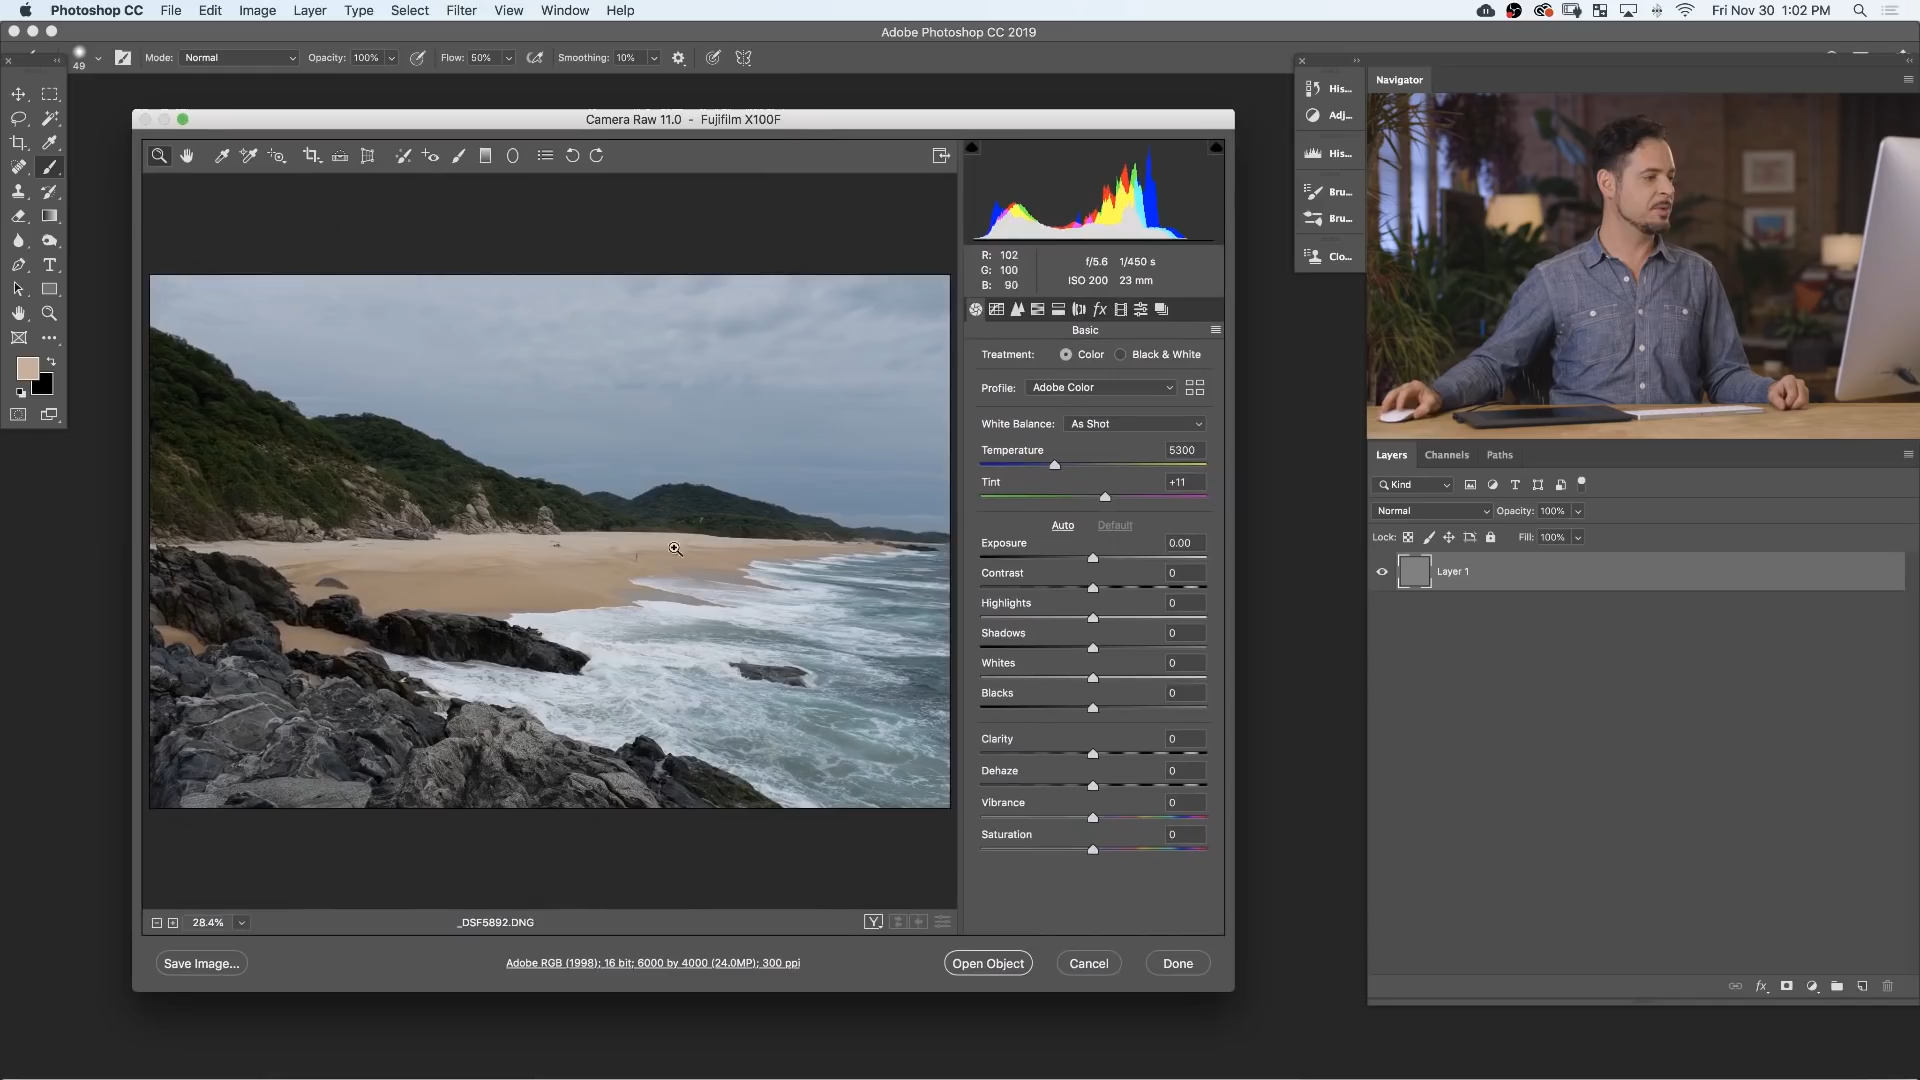 Photoshop CC File Edit Image Layer Type Select Filter View Window Help Fri Nov 30 1:02 PM
Adobe Photoshop CC 2019
49 Mode: Normal Opacity: 100% Flow: 50% Smoothing: 10%
Camera Raw 11.0 - Fujifilm X100F
R: 102
G: 100
B: 90
f/5.6 1/450 s
ISO 200 23 mm
Basic
Treatment: Color Black & White
Profile: Adobe Color
White Balance: As Shot
Temperature 5300
Tint +11
Auto Default
Exposure 0.00
Contrast 0
Highlights 0
Shadows 0
Whites 0
Blacks 0
Clarity 0
Dehaze 0
Vibrance 0
Saturation 0
28.4% _DSF5892.DNG
Save Image... Adobe RGB (1998); 16 bit; 6000 by 4000 (24.0MP); 300 ppi Open Object Cancel Done
His...
Adj...
His...
Bru...
Bru...
Clo...
Navigator
Layers Channels Paths
Kind
Normal Opacity: 100%
Lock: Fill: 100%
Layer 1